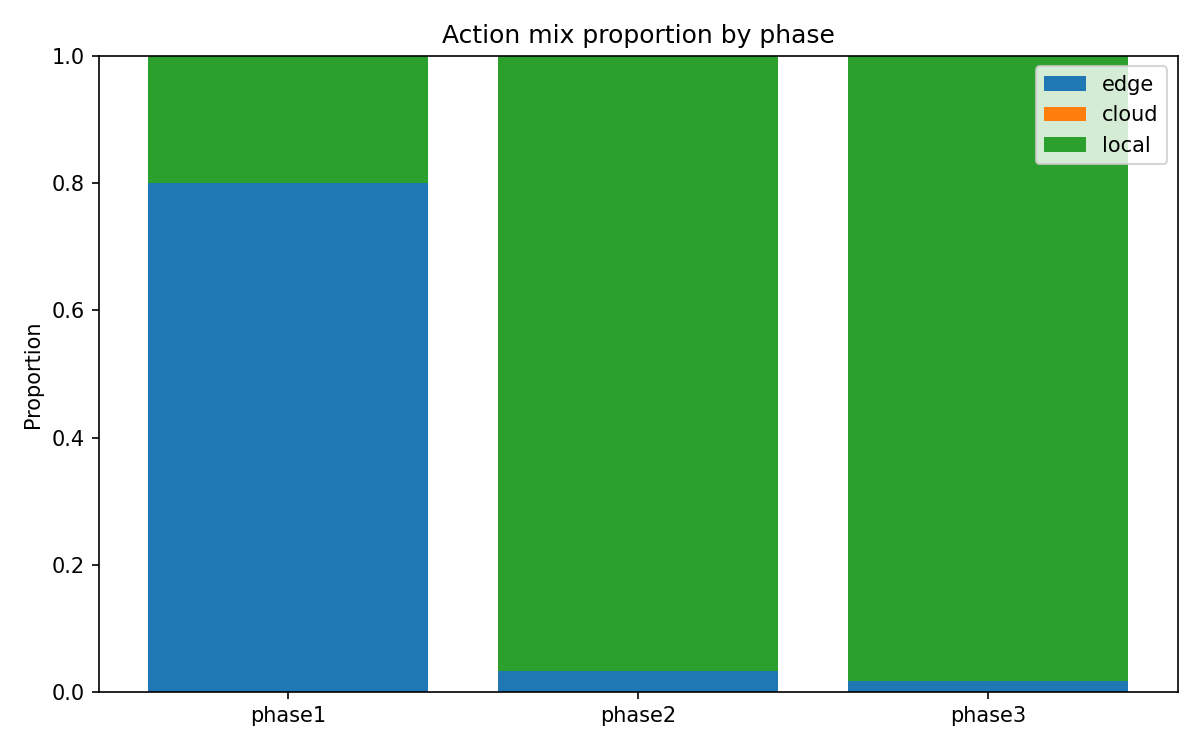 Action mix proportion by phase
1.0
0.8
0.6
0.4
0.2
0.0
Proportion
edge
cloud
local
phase1
phase2
phase3